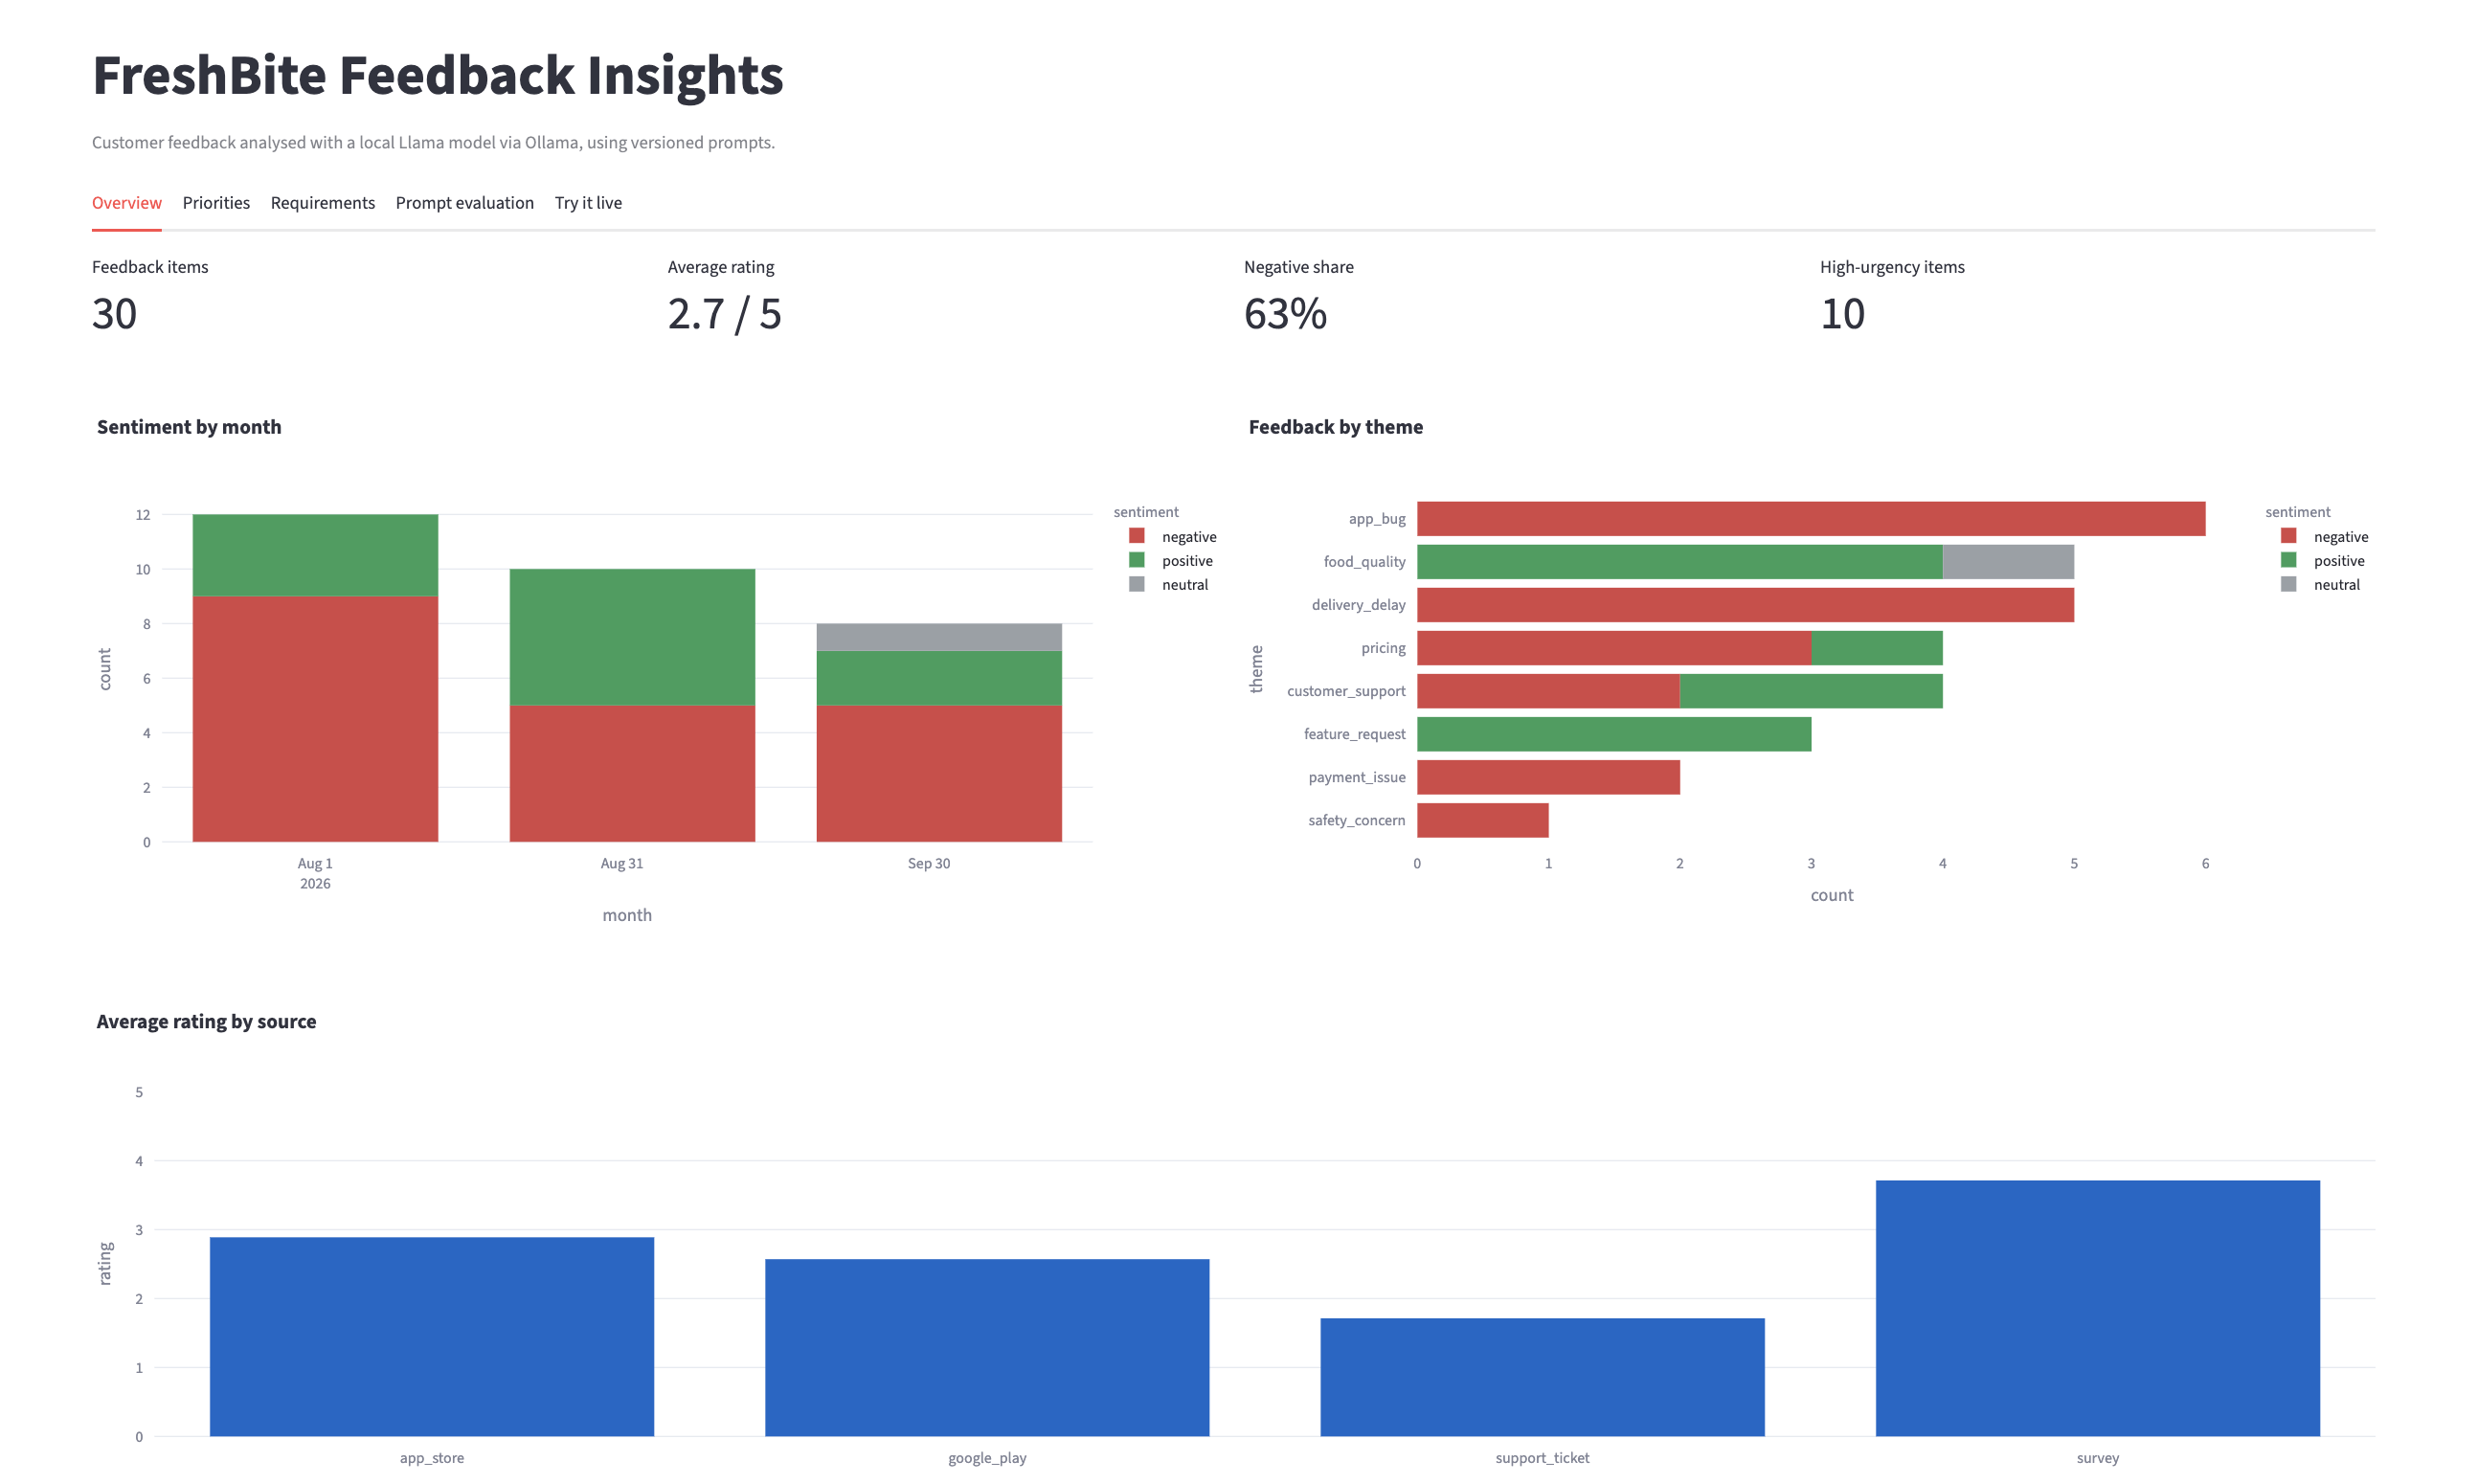 FreshBite Feedback Insights
Customer feedback analysed with a local Llama model via Ollama, using versioned prompts.
Overview Priorities Requirements Prompt evaluation Try it live
Feedback items
30
Average rating
2.7 / 5
Negative share
63%
High-urgency items
10
Sentiment by month
12
10
8
6
4
2
0
count
Aug 1
2026
Aug 31
Sep 30
month
sentiment
negative
positive
neutral
Feedback by theme
theme
app_bug
food_quality
delivery_delay
pricing
customer_support
feature_request
payment_issue
safety_concern
0 1 2 3 4 5 6
count
sentiment
negative
positive
neutral
Average rating by source
5
4
3
2
1
0
rating
app_store google_play support_ticket survey